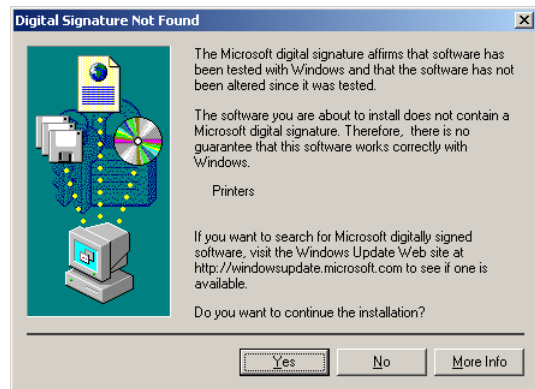 Digital Signature Not Found
The Microsoft digital signature affirms that software has
been tested with Windows and that the software has not
been altered since it was tested.
The software you are about to install does not contain a
Microsoft digital signature. Therefore, there is no
guarantee that this software works correctly with
Windows.
Printers
If you want to search for Microsoft digitally signed
software, visit the Windows Update Web site at
http://windowsupdate.microsoft.com to see if one is
available.
Do you want to continue the installation?
Yes
No
More Info